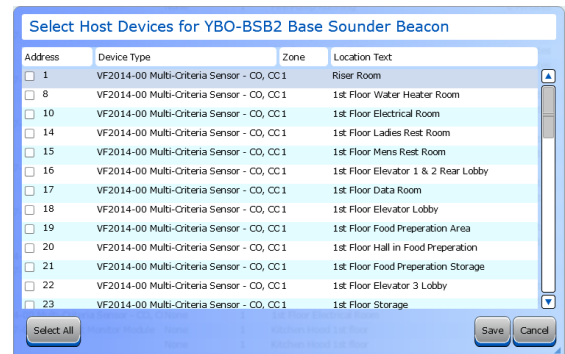 Select Host Devices for YBO-BSB2 Base Sounder Beacon
Address Device Type Zone Location Text
1 VF2014-00 Multi-Criteria Sensor - CO, CC 1 Riser Room
8 VF2014-00 Multi-Criteria Sensor - CO, CC 1 1st Floor Water Heater Room
10 VF2014-00 Multi-Criteria Sensor - CO, CC 1 1st Floor Electrical Room
14 VF2014-00 Multi-Criteria Sensor - CO, CC 1 1st Floor Ladies Rest Room
15 VF2014-00 Multi-Criteria Sensor - CO, CC 1 1st Floor Mens Rest Room
16 VF2014-00 Multi-Criteria Sensor - CO, CC 1 1st Floor Elevator 1 & 2 Rear Lobby
17 VF2014-00 Multi-Criteria Sensor - CO, CC 1 1st Floor Data Room
18 VF2014-00 Multi-Criteria Sensor - CO, CC 1 1st Floor Elevator Lobby
19 VF2014-00 Multi-Criteria Sensor - CO, CC 1 1st Floor Food Preperation Area
20 VF2014-00 Multi-Criteria Sensor - CO, CC 1 1st Floor Hall in Food Preperation
21 VF2014-00 Multi-Criteria Sensor - CO, CC 1 1st Floor Food Preperation Storage
22 VF2014-00 Multi-Criteria Sensor - CO, CC 1 1st Floor Elevator 3 Lobby
23 VF2014-00 Multi-Criteria Sensor - CO, CC 1 1st Floor Storage
Select All Save Cancel